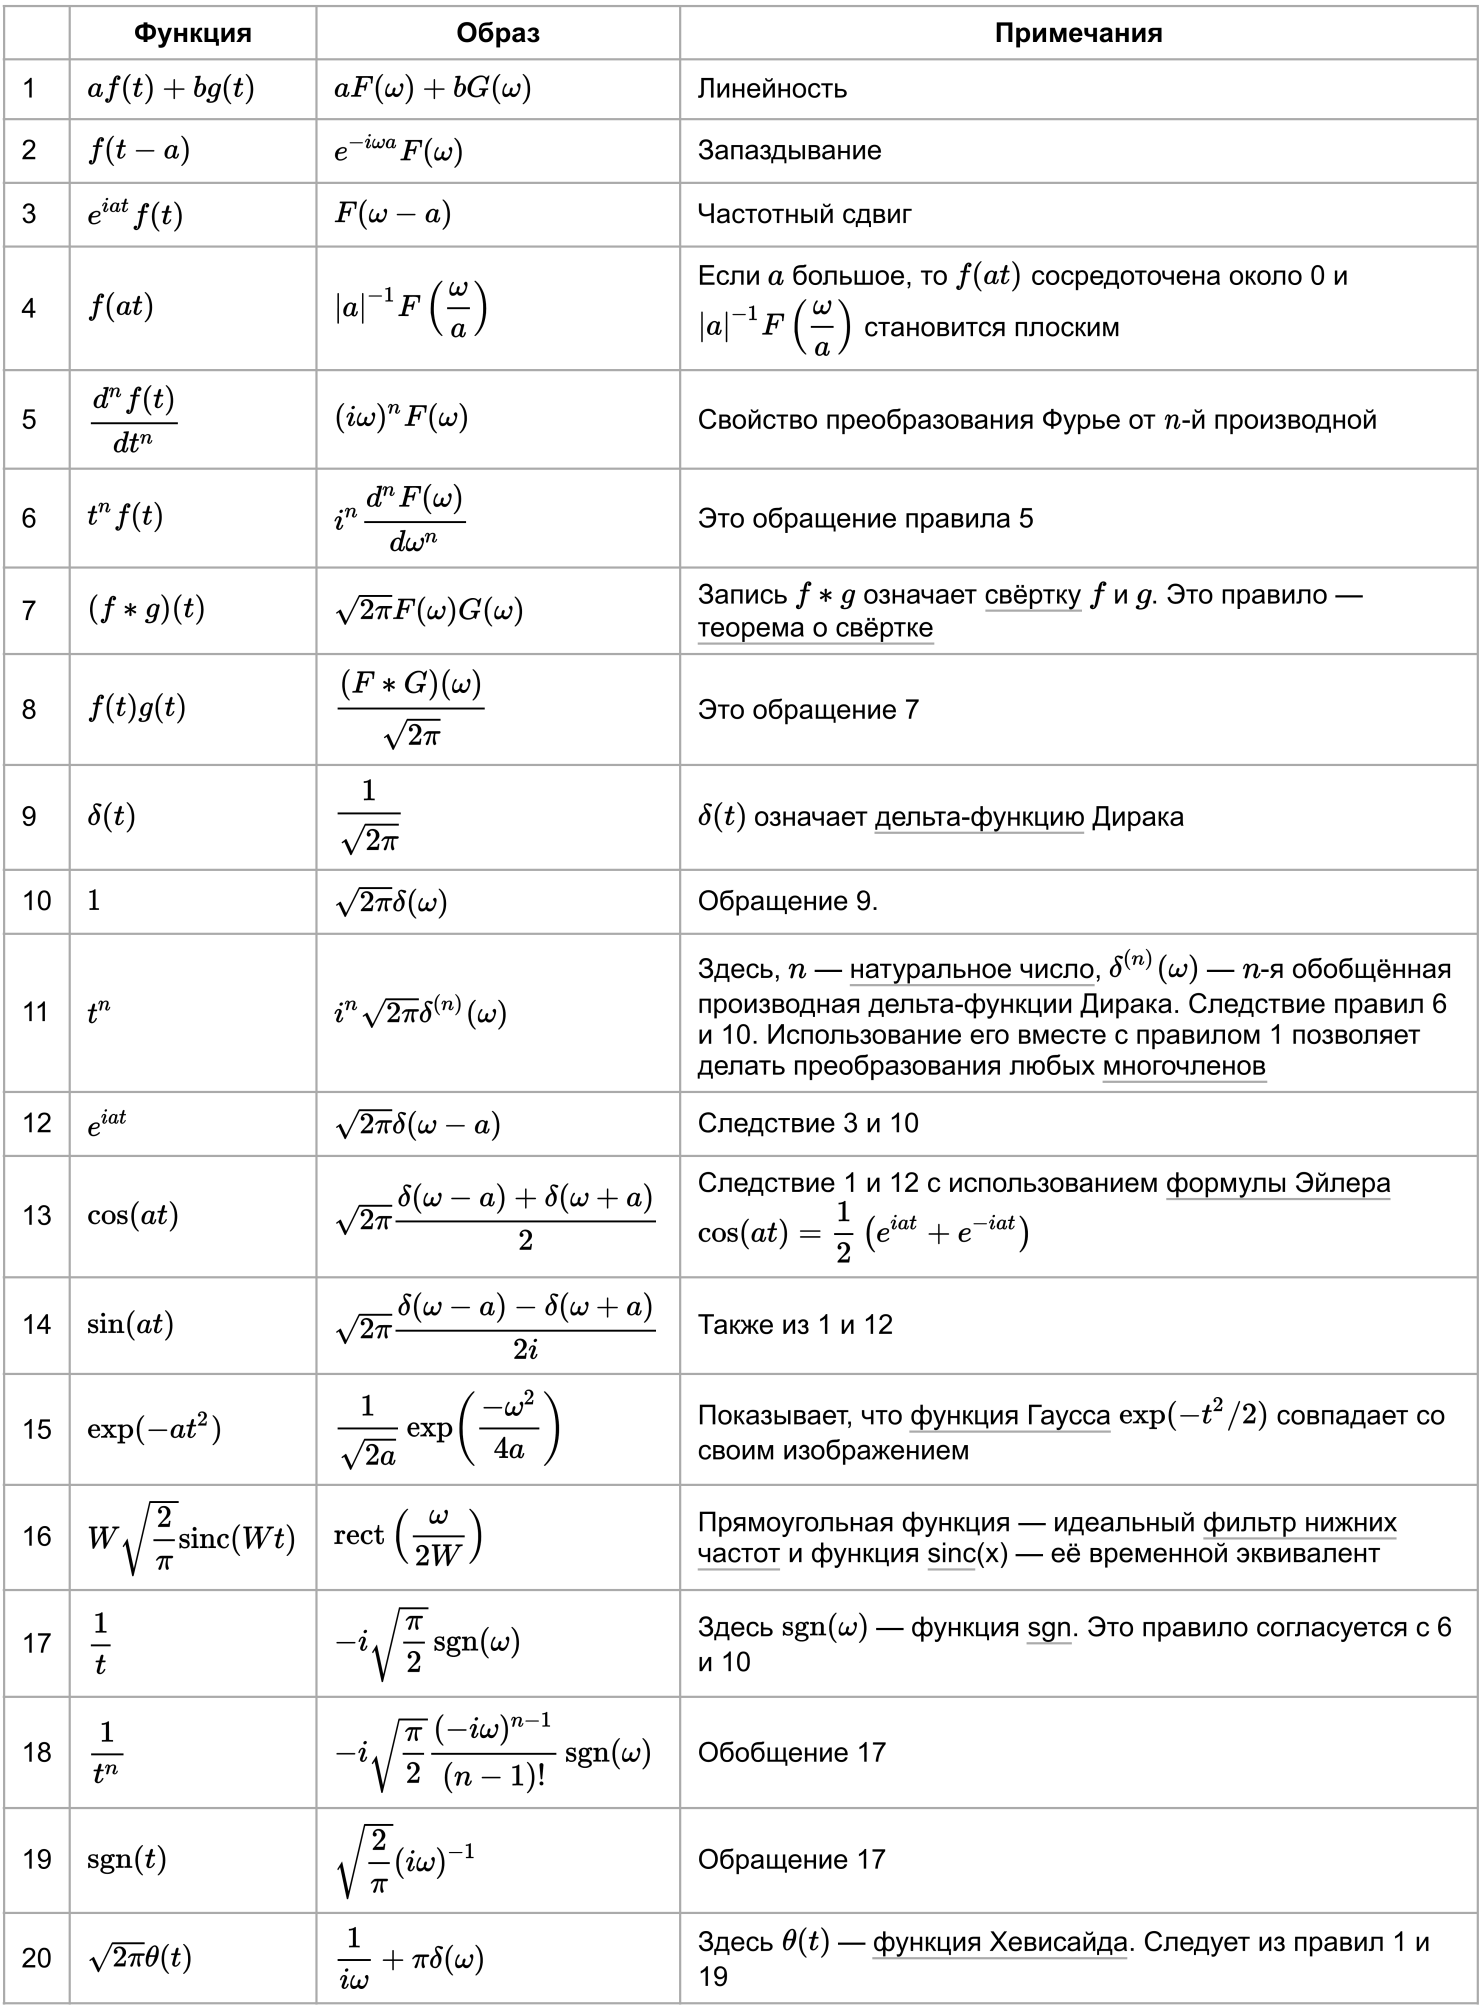 Функция Образ Примечания
1 af(t) + bg(t) aF(ω) + bG(ω) Линейность
2 f(t − a) e^{−iωa} F(ω) Запаздывание
3 e^{iat} f(t) F(ω − a) Частотный сдвиг
4 f(at) |a|^{−1} F(ω/a) Если a большое, то f(at) сосредоточена около 0 и
|a|^{−1} F(ω/a) становится плоским
5 d^n f(t)/dt^n (iω)^n F(ω) Свойство преобразования Фурье от n-й производной
6 t^n f(t) i^n d^n F(ω)/dω^n Это обращение правила 5
7 (f ∗ g)(t) √2π F(ω)G(ω) Запись f ∗ g означает свёртку f и g. Это правило —
теорема о свёртке
8 f(t)g(t) (F ∗ G)(ω)/√2π Это обращение 7
9 δ(t) 1/√2π δ(t) означает дельта-функцию Дирака
10 1 √2π δ(ω) Обращение 9.
11 t^n i^n √2π δ^{(n)}(ω) Здесь, n — натуральное число, δ^{(n)}(ω) — n-я обобщённая
производная дельта-функции Дирака. Следствие правил 6
и 10. Использование его вместе с правилом 1 позволяет
делать преобразования любых многочленов
12 e^{iat} √2π δ(ω − a) Следствие 3 и 10
13 cos(at) √2π (δ(ω − a) + δ(ω + a))/2 Следствие 1 и 12 с использованием формулы Эйлера
cos(at) = 1/2 (e^{iat} + e^{−iat})
14 sin(at) √2π (δ(ω − a) − δ(ω + a))/2i Также из 1 и 12
15 exp(−at²) 1/√2a exp(−ω²/4a) Показывает, что функция Гаусса exp(−t²/2) совпадает со
своим изображением
16 W√(2/π) sinc(Wt) rect(ω/2W) Прямоугольная функция — идеальный фильтр нижних
частот и функция sinc(x) — её временной эквивалент
17 1/t −i√(π/2) sgn(ω) Здесь sgn(ω) — функция sgn. Это правило согласуется с 6
и 10
18 1/t^n −i√(π/2) (−iω)^{n−1}/(n − 1)! sgn(ω) Обобщение 17
19 sgn(t) √(2/π) (iω)^{−1} Обращение 17
20 √2π θ(t) 1/iω + πδ(ω) Здесь θ(t) — функция Хевисайда. Следует из правил 1 и
19